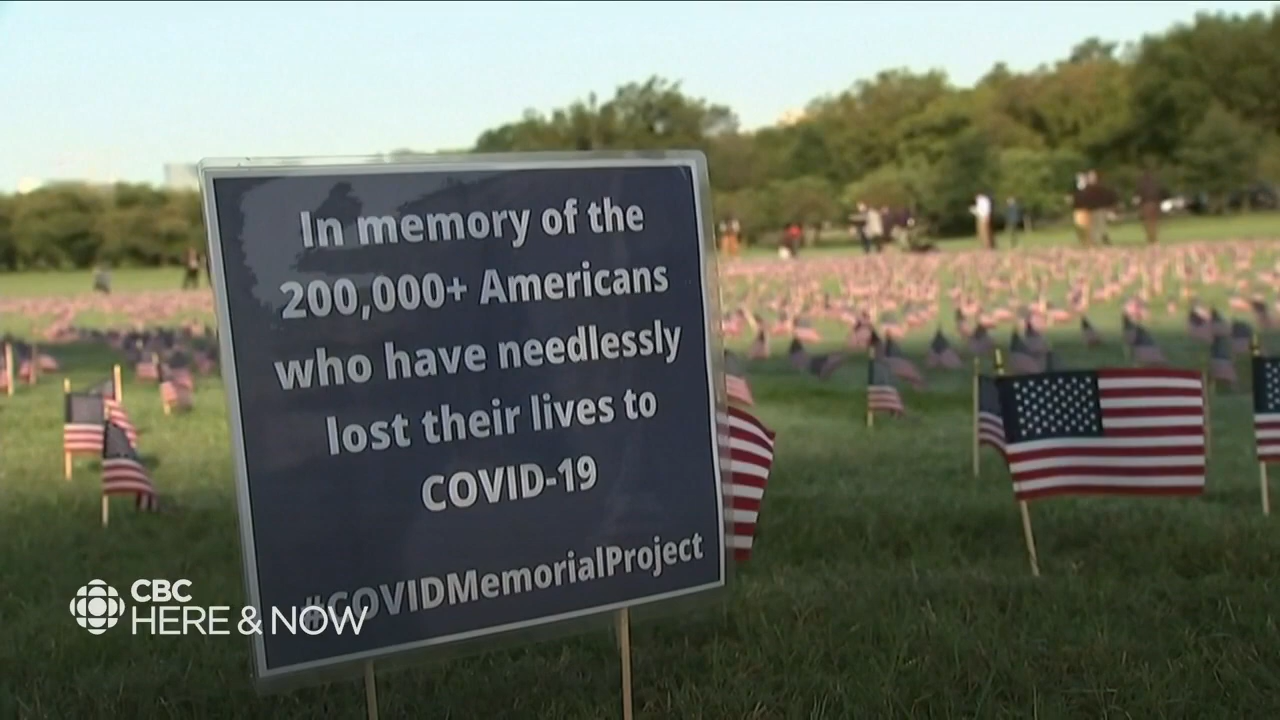 In memory of the
200,000+ Americans
who have needlessly
lost their lives to
COVID-19
#COVIDMemorialProject
CBC
HERE & NOW